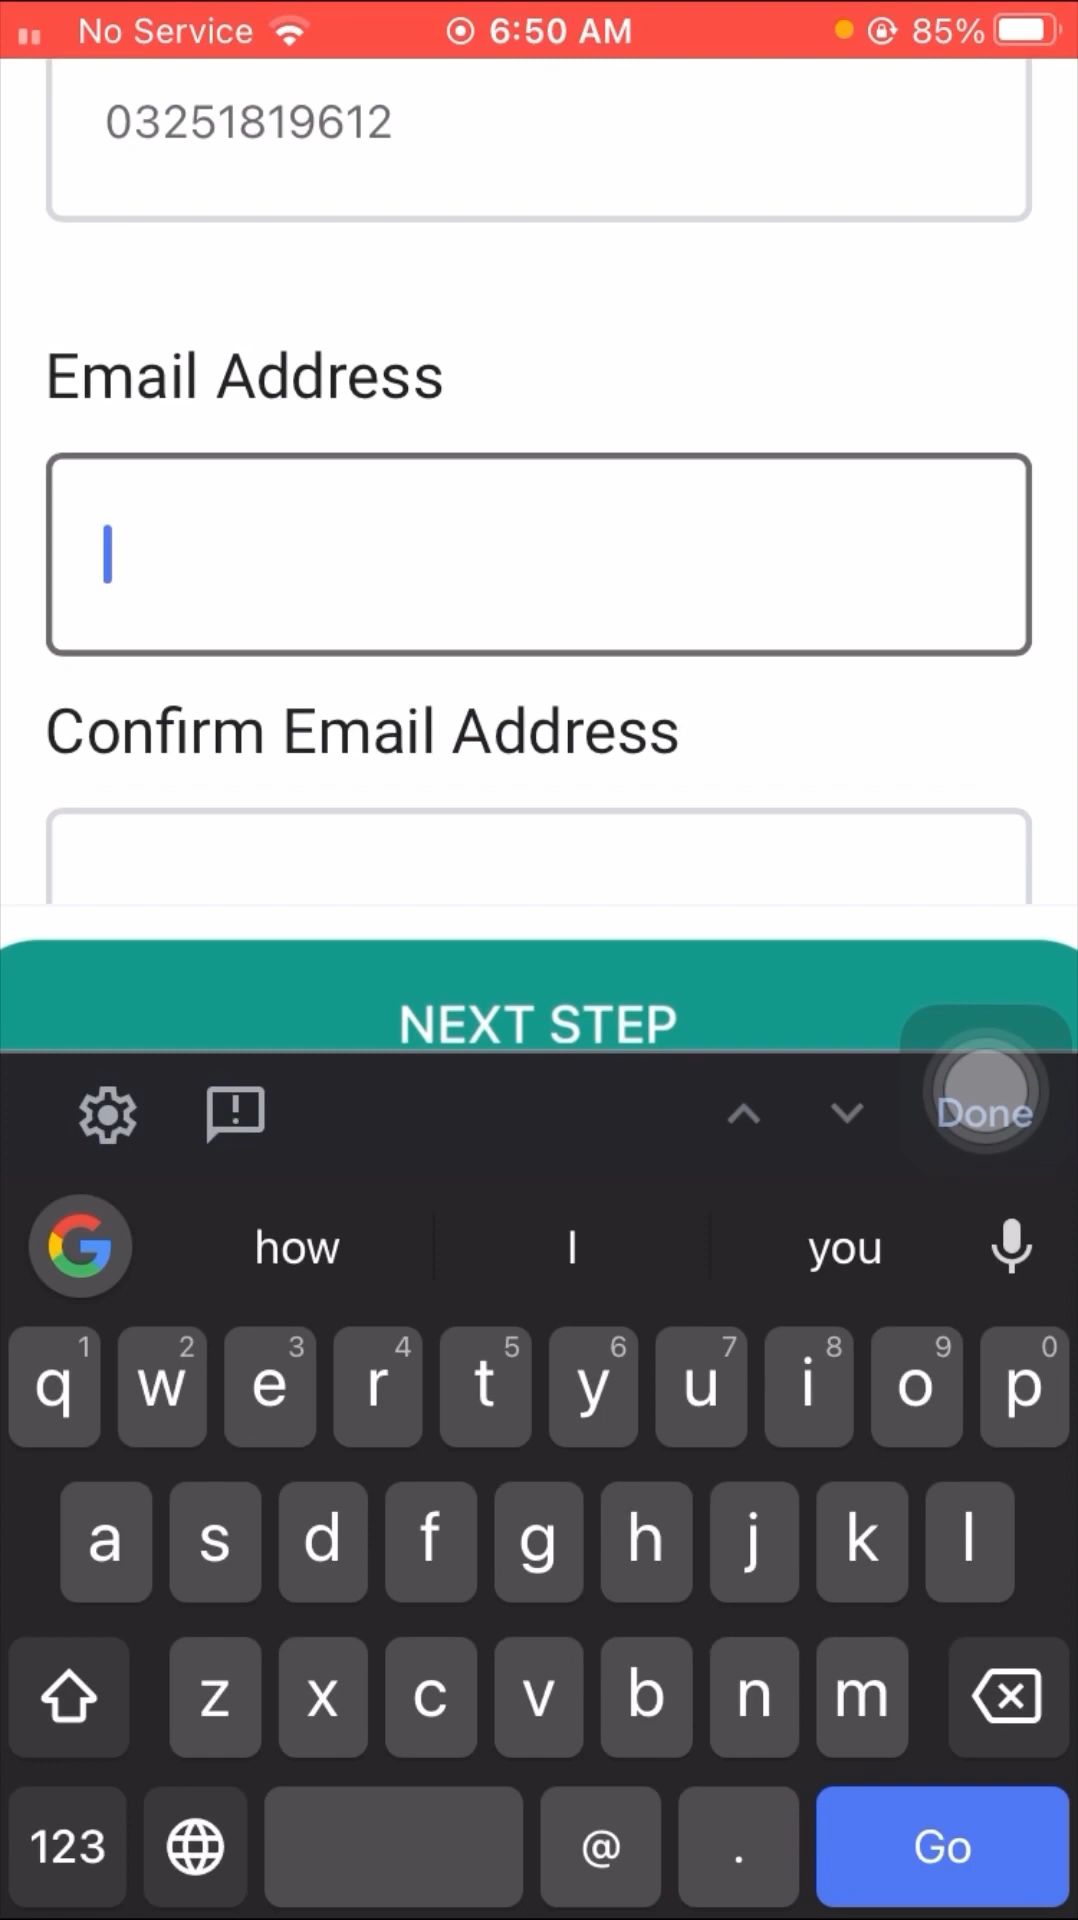 No Service 6:50 AM 85%
03251819612
Email Address
Confirm Email Address
NEXT STEP
Done
how I you
1 2 3 4 5 6 7 8 9 0
q w e r t y u i o p
a s d f g h j k l
z x c v b n m
123 @ . Go